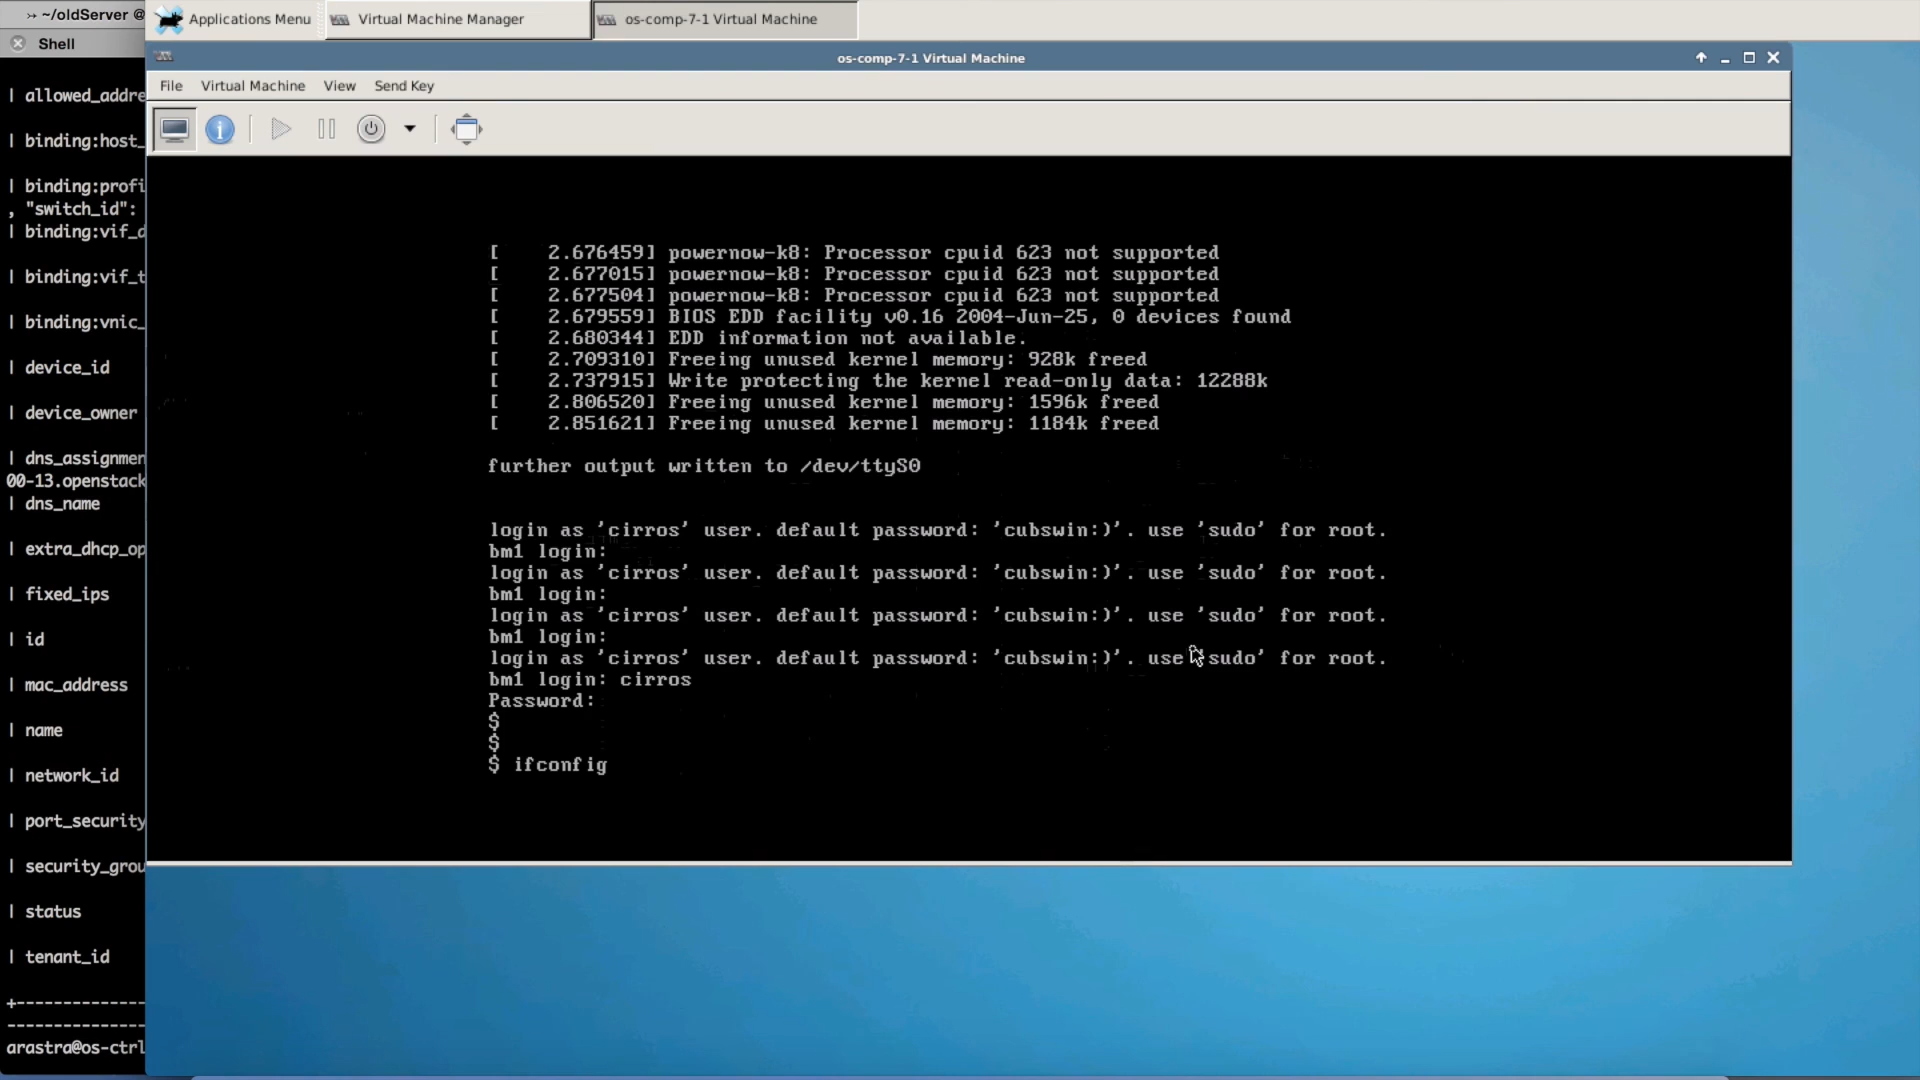 ~/oldServer @
Applications Menu
Virtual Machine Manager
os-comp-7-1 Virtual Machine
Shell
os-comp-7-1 Virtual Machine
File Virtual Machine View Send Key
| allowed_addre
| binding:host_
| binding:profi
, "switch_id":
| binding:vif_d
| binding:vif_t
| binding:vnic_
| device_id
| device_owner
| dns_assignmen
00-13.openstack
| dns_name
| extra_dhcp_op
| fixed_ips
| id
| mac_address
| name
| network_id
| port_security
| security_grou
| status
| tenant_id
+--------------
---------------
arastra@os-ctrl
[    2.676459] powernow-k8: Processor cpuid 623 not supported
[    2.677015] powernow-k8: Processor cpuid 623 not supported
[    2.677504] powernow-k8: Processor cpuid 623 not supported
[    2.679559] BIOS EDD facility v0.16 2004-Jun-25, 0 devices found
[    2.680344] EDD information not available.
[    2.709310] Freeing unused kernel memory: 928k freed
[    2.737915] Write protecting the kernel read-only data: 12288k
[    2.806520] Freeing unused kernel memory: 1596k freed
[    2.851621] Freeing unused kernel memory: 1184k freed
further output written to /dev/ttyS0
login as 'cirros' user. default password: 'cubswin:)'. use 'sudo' for root.
bm1 login:
login as 'cirros' user. default password: 'cubswin:)'. use 'sudo' for root.
bm1 login:
login as 'cirros' user. default password: 'cubswin:)'. use 'sudo' for root.
bm1 login:
login as 'cirros' user. default password: 'cubswin:)'. use 'sudo' for root.
bm1 login: cirros
Password:
$
$
$ ifconfig